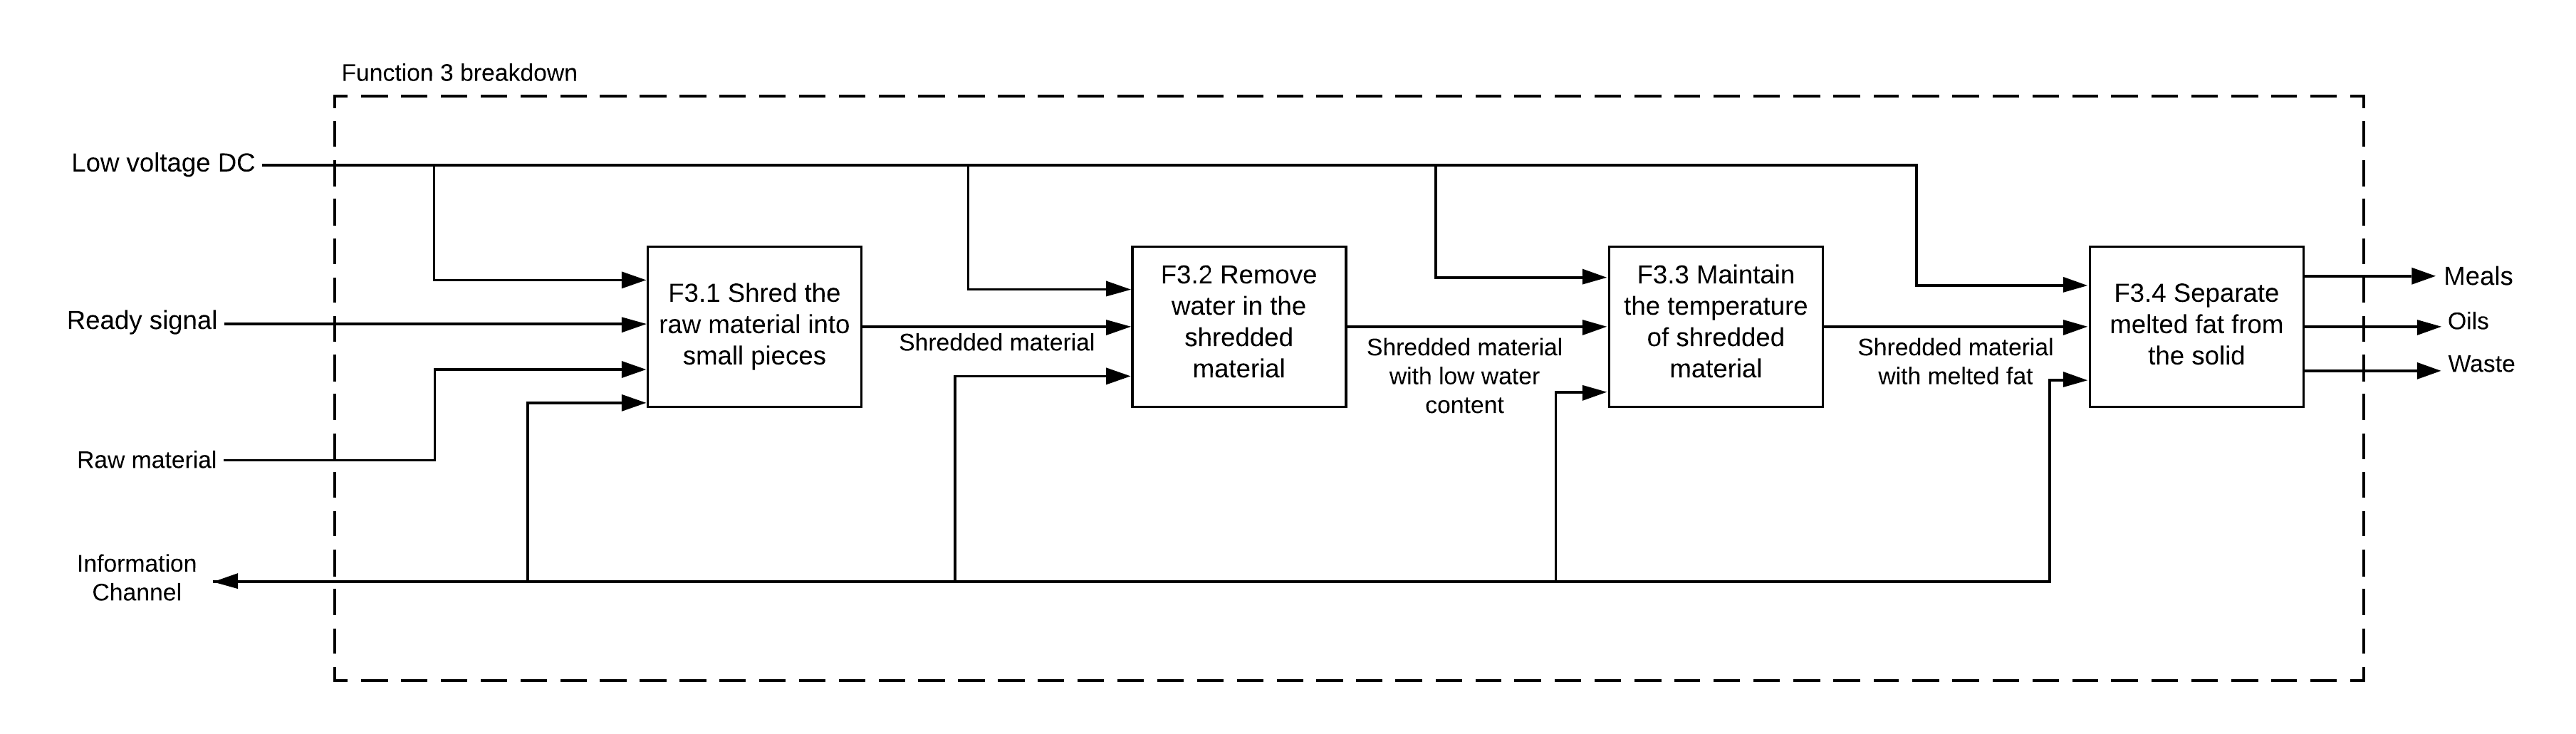 Function 3 breakdown
Low voltage DC
Ready signal
Raw material
Information
Channel
F3.1 Shred the
raw material into
small pieces
Shredded material
F3.2 Remove
water in the
shredded
material
Shredded material
with low water
content
F3.3 Maintain
the temperature
of shredded
material
Shredded material
with melted fat
F3.4 Separate
melted fat from
the solid
Meals
Oils
Waste